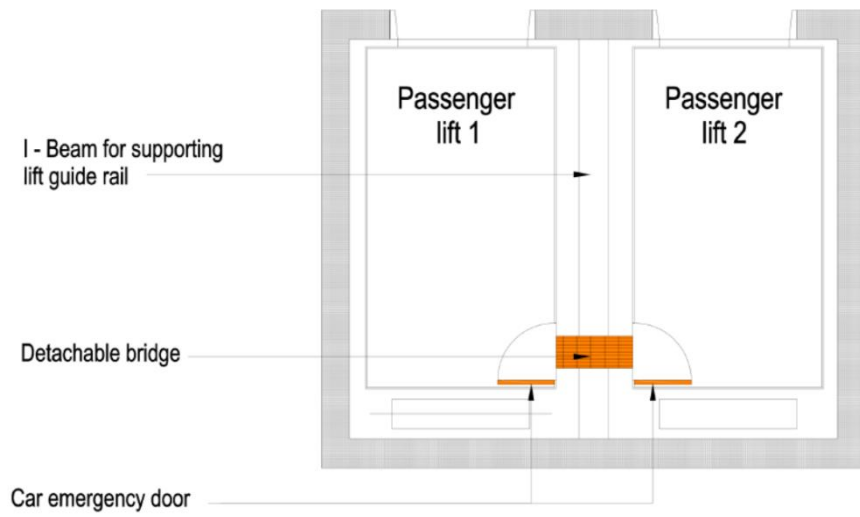 Passenger
lift 1
Passenger
lift 2
I - Beam for supporting
lift guide rail
Detachable bridge
Car emergency door